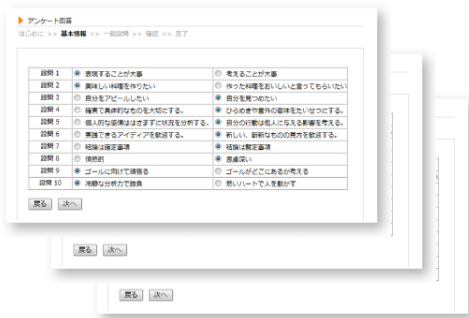 アンケート回答
はじめに >> 基本情報 >> 一般設問 >> 確認 >> 完了
設問 1 表現することが大事 考えることが大事
設問 2 美味しい料理を作りたい 作った料理をおいしいと言ってもらいたい
設問 3 自分をアピールしたい 自分を見つめたい
設問 4 確実で具体的なものを大切にする。 ひらめきや意外の意味をたいせつにする。
設問 5 個人的な感情ははさまずに状況を分析する。 自分の行動は他人に与える影響を考える。
設問 6 実践できるアイディアを歓迎する。 新しい、斬新なものの見方を歓迎する。
設問 7 結論は確定事項 結論は暫定事項
設問 8 情熱的 思慮深い
設問 9 ゴールに向けて頑張る ゴールがどこにあるか考える
設問 10 冷静な分析力で勝負 熱いハートで人を動かす
戻る 次へ
戻る 次へ
戻る 次へ